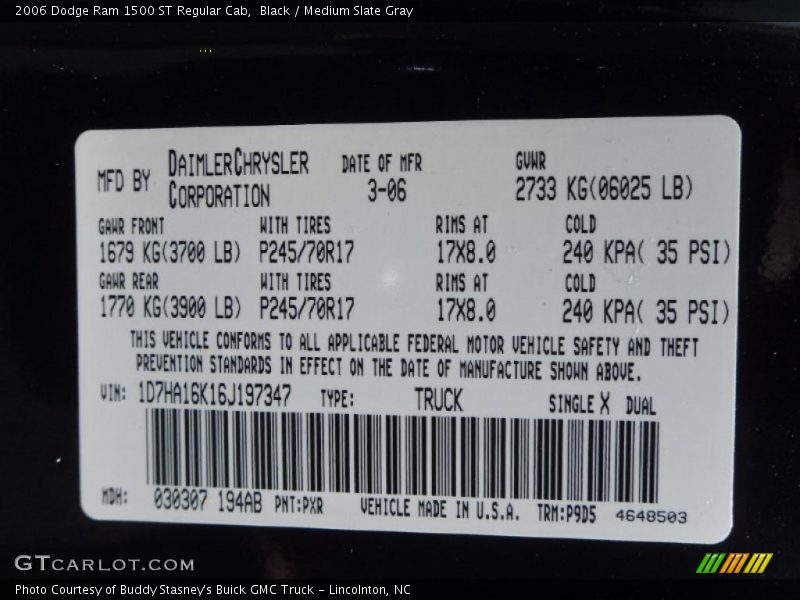 2006 Dodge Ram 1500 ST Regular Cab,  Black / Medium Slate Gray
MFD BY DAIMLERCHRYSLER CORPORATION DATE OF MFR 3-06 GVWR 2733 KG(06025 LB)
GAWR FRONT WITH TIRES RIMS AT COLD
1679 KG(3700 LB) P245/70R17 17X8.0 240 KPA( 35 PSI)
GAWR REAR WITH TIRES RIMS AT COLD
1770 KG(3900 LB) P245/70R17 17X8.0 240 KPA( 35 PSI)
THIS VEHICLE CONFORMS TO ALL APPLICABLE FEDERAL MOTOR VEHICLE SAFETY AND THEFT
PREVENTION STANDARDS IN EFFECT ON THE DATE OF MANUFACTURE SHOWN ABOVE.
VIN: 1D7HA16K16J197347 TYPE: TRUCK SINGLE X DUAL
MDH: 030307 194AB PNT:PXR VEHICLE MADE IN U.S.A. TRM:P9D5 4648503
GTCARLOT.COM
Photo Courtesy of Buddy Stasney's Buick GMC Truck - Lincolnton, NC